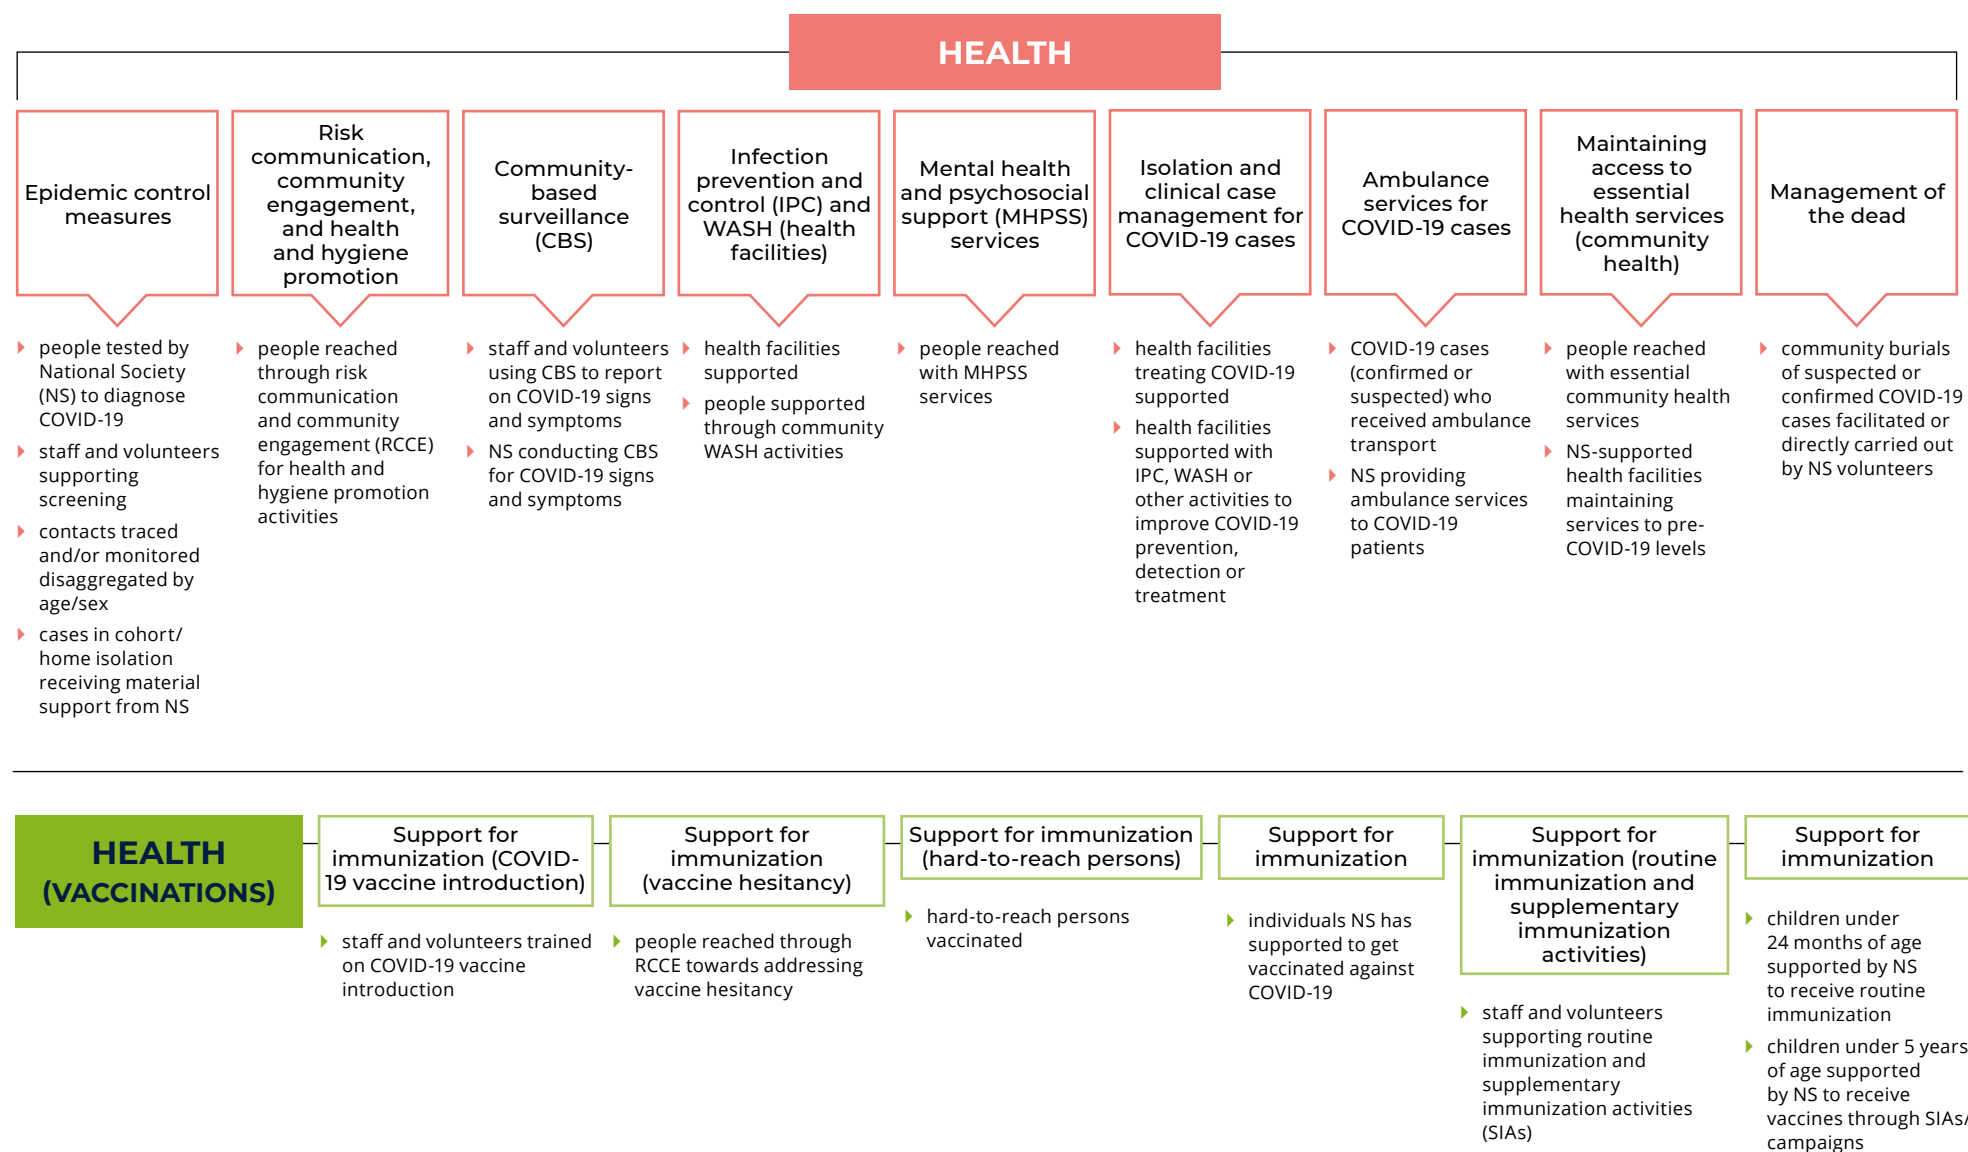 HEALTH
Epidemic control
measures
people tested by
National Society
(NS) to diagnose
COVID-19
staff and volunteers
supporting
screening
contacts traced
and/or monitored
disaggregated by
age/sex
cases in cohort/
home isolation
receiving material
support from NS
Risk
communication,
community
engagement,
and health
and hygiene
promotion
people reached
through risk
communication
and community
engagement (RCCE)
for health and
hygiene promotion
activities
Community-
based
surveillance
(CBS)
staff and volunteers
using CBS to report
on COVID-19 signs
and symptoms
NS conducting CBS
for COVID-19 signs
and symptoms
Infection
prevention and
control (IPC) and
WASH (health
facilities)
health facilities
supported
people supported
through community
WASH activities
Mental health
and psychosocial
support (MHPSS)
services
people reached
with MHPSS
services
Isolation and
clinical case
management for
COVID-19 cases
health facilities
treating COVID-19
supported
health facilities
supported with
IPC, WASH or
other activities to
improve COVID-19
prevention,
detection or
treatment
Ambulance
services for
COVID-19 cases
COVID-19 cases
(confirmed or
suspected) who
received ambulance
transport
NS providing
ambulance services
to COVID-19
patients
Maintaining
access to
essential
health services
(community
health)
people reached
with essential
community health
services
NS-supported
health facilities
maintaining
services to pre-
COVID-19 levels
Management of
the dead
community burials
of suspected or
confirmed COVID-19
cases facilitated or
directly carried out
by NS volunteers
HEALTH
(VACCINATIONS)
Support for
immunization (COVID-
19 vaccine introduction)
staff and volunteers trained
on COVID-19 vaccine
introduction
Support for
immunization
(vaccine hesitancy)
people reached through
RCCE towards addressing
vaccine hesitancy
Support for immunization
(hard-to-reach persons)
hard-to-reach persons
vaccinated
Support for
immunization
individuals NS has
supported to get
vaccinated against
COVID-19
Support for
immunization (routine
immunization and
supplementary
immunization
activities)
staff and volunteers
supporting routine
immunization and
supplementary
immunization activities
(SIAs)
Support for
immunization
children under
24 months of age
supported by NS
to receive routine
immunization
children under 5 years
of age supported
by NS to receive
vaccines through SIAs/
campaigns